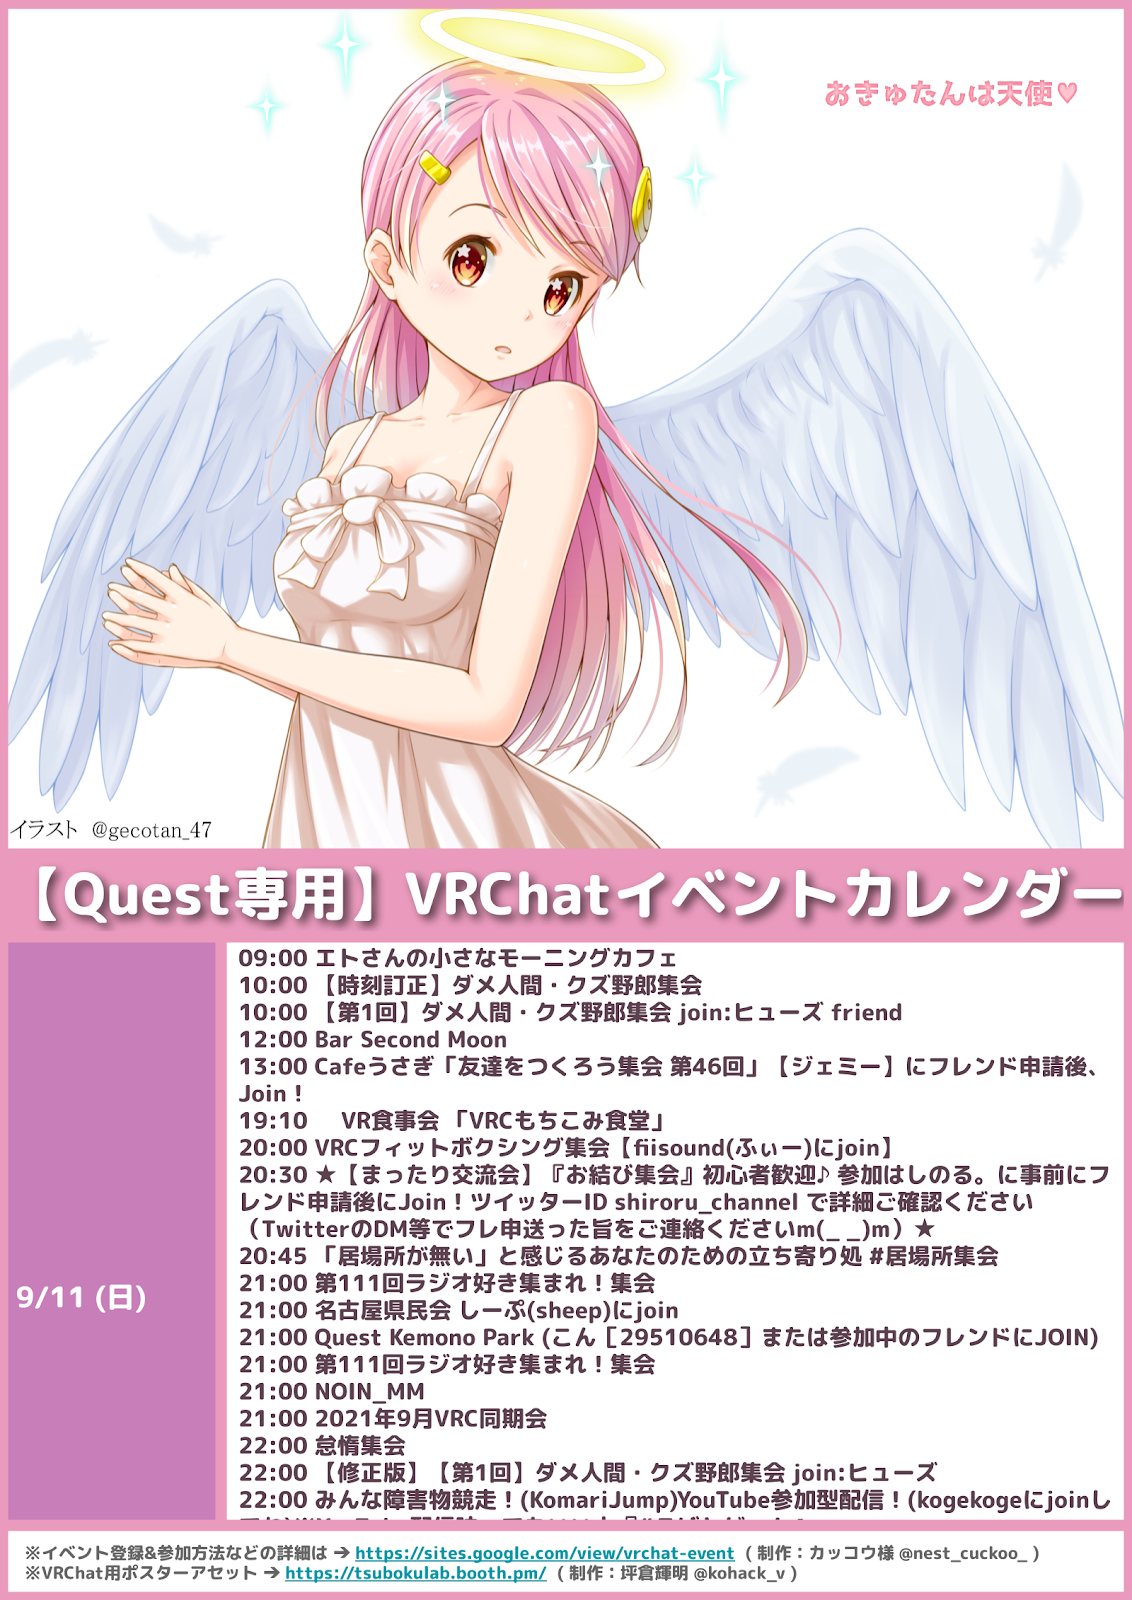 おきゅたんは天使♥
イラスト @gecotan_47
【Quest専用】VRChatイベントカレンダー
9/11 (日)
09:00 エトさんの小さなモーニングカフェ
10:00 【時刻訂正】ダメ人間・クズ野郎集会
10:00 【第1回】ダメ人間・クズ野郎集会 join:ヒューズ friend
12:00 Bar Second Moon
13:00 Cafeうさぎ「友達をつくろう集会 第46回」【ジェミー】にフレンド申請後、
Join！
19:10　 VR食事会 「VRCもちこみ食堂」
20:00 VRCフィットボクシング集会【fiisound(ふぃー)にjoin】
20:30 ★【まったり交流会】『お結び集会』初心者歓迎♪ 参加はしのる。に事前にフ
レンド申請後にJoin！ツイッターID shiroru_channel で詳細ご確認ください
（TwitterのDM等でフレ申送った旨をご連絡くださいm(_ _)m）★
20:45 「居場所が無い」と感じるあなたのための立ち寄り処 #居場所集会
21:00 第111回ラジオ好き集まれ！集会
21:00 名古屋県民会 しーぷ(sheep)にjoin
21:00 Quest Kemono Park (こん［29510648］または参加中のフレンドにJOIN)
21:00 第111回ラジオ好き集まれ！集会
21:00 NOIN_MM
21:00 2021年9月VRC同期会
22:00 怠惰集会
22:00 【修正版】【第1回】ダメ人間・クズ野郎集会 join:ヒューズ
22:00 みんな障害物競走！(KomariJump)YouTube参加型配信！(kogekogeにjoinし
※イベント登録&参加方法などの詳細は ➔ https://sites.google.com/view/vrchat-event ( 制作：カッコウ様 @nest_cuckoo_ )
※VRChat用ポスターアセット ➔ https://tsubokulab.booth.pm/ ( 制作：坪倉輝明 @kohack_v )